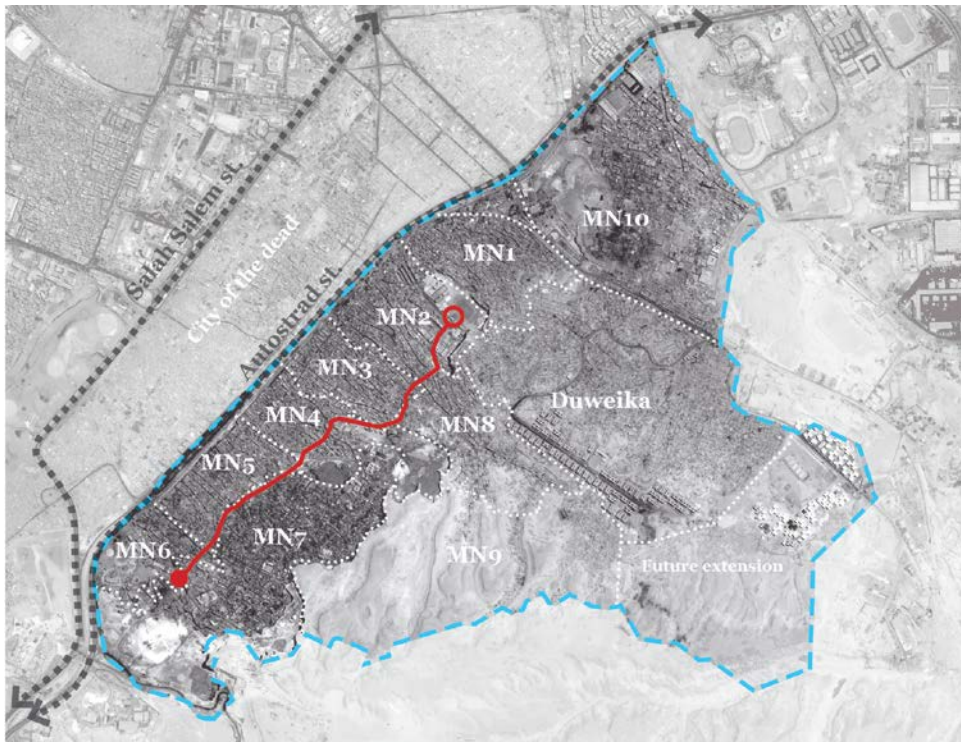 Salah Salem st.
City of the dead
Autostrad st.
MN10
MN1
MN2
MN3
MN4
MN5
MN6
MN7
MN8
MN9
Duweika
Future extension